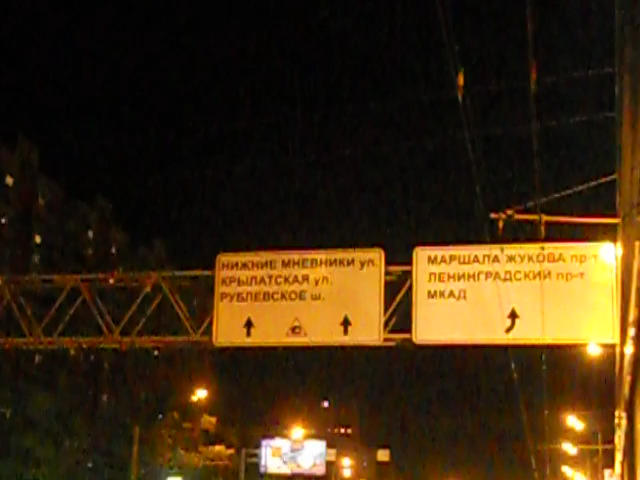 НИЖНИЕ МНЕВНИКИ ул.
КРЫЛАТСКАЯ ул.
РУБЛЕВСКОЕ ш.
МАРШАЛА ЖУКОВА пр-т
ЛЕНИНГРАДСКИЙ пр-т
МКАД